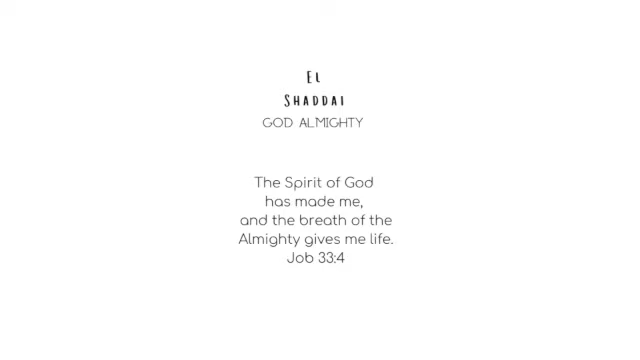 El
Shaddai
GOD ALMIGHTY
The Spirit of God
has made me,
and the breath of the
Almighty gives me life.
Job 33:4